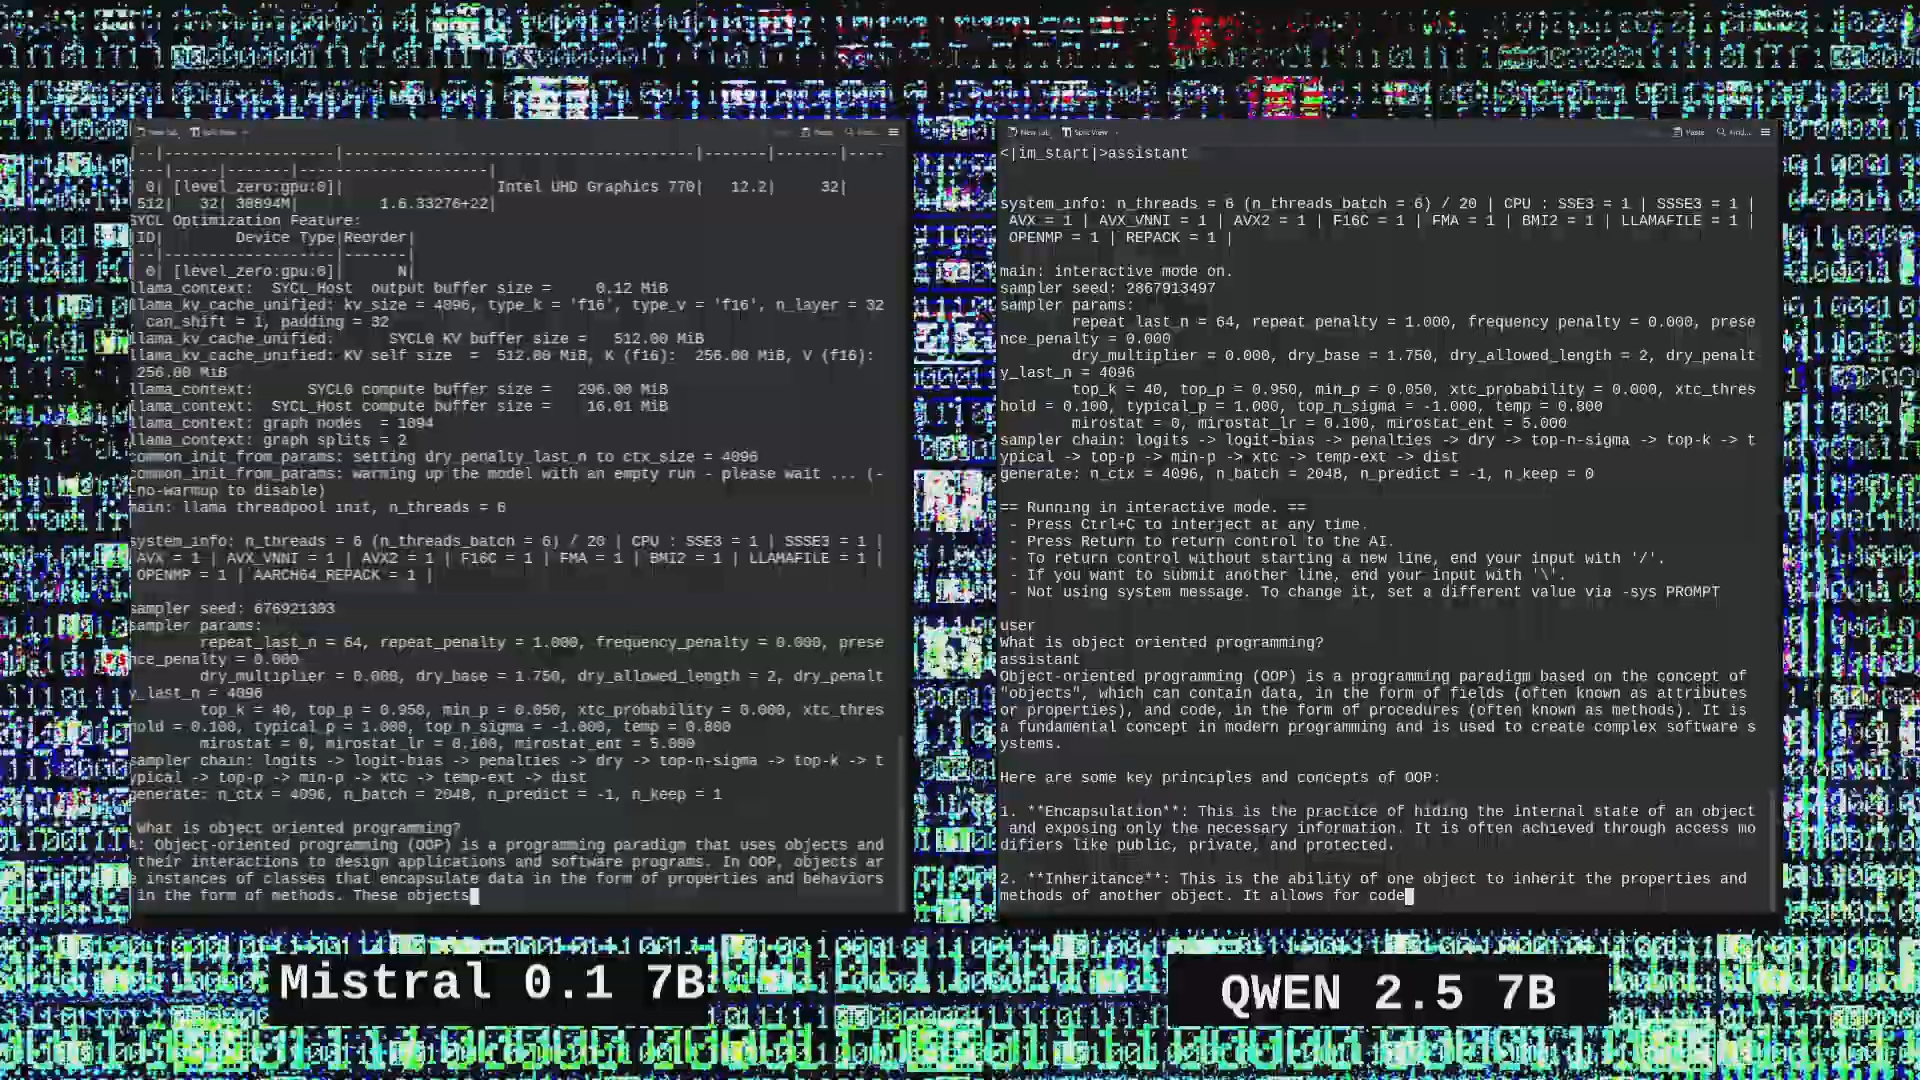 New Tab Split View Paste Find...
--|-------------------|---------------------------------------|-------|-------|----
----|-----|-----|---------------------|
0| [level_zero:gpu:0]| Intel UHD Graphics 770| 12.2| 32|
512| 32| 30894M| 1.6.33276+22|
SYCL Optimization Feature:
|ID| Device Type|Reorder|
|--|-------------------|-------|
| 0| [level_zero:gpu:0]| N|
llama_context: SYCL_Host output buffer size = 0.12 MiB
llama_kv_cache_unified: kv_size = 4096, type_k = 'f16', type_v = 'f16', n_layer = 32
, can_shift = 1, padding = 32
llama_kv_cache_unified: SYCL0 KV buffer size = 512.00 MiB
llama_kv_cache_unified: KV self size = 512.00 MiB, K (f16): 256.00 MiB, V (f16):
256.00 MiB
llama_context: SYCL0 compute buffer size = 296.00 MiB
llama_context: SYCL_Host compute buffer size = 16.01 MiB
llama_context: graph nodes = 1094
llama_context: graph splits = 2
common_init_from_params: setting dry_penalty_last_n to ctx_size = 4096
common_init_from_params: warming up the model with an empty run - please wait ... (-
-no-warmup to disable)
main: llama threadpool init, n_threads = 6
system_info: n_threads = 6 (n_threads_batch = 6) / 20 | CPU : SSE3 = 1 | SSSE3 = 1 |
AVX = 1 | AVX_VNNI = 1 | AVX2 = 1 | F16C = 1 | FMA = 1 | BMI2 = 1 | LLAMAFILE = 1 |
OPENMP = 1 | AARCH64_REPACK = 1 |
sampler seed: 676921303
sampler params:
repeat_last_n = 64, repeat_penalty = 1.000, frequency_penalty = 0.000, prese
nce_penalty = 0.000
dry_multiplier = 0.000, dry_base = 1.750, dry_allowed_length = 2, dry_penalt
y_last_n = 4096
top_k = 40, top_p = 0.950, min_p = 0.050, xtc_probability = 0.000, xtc_thres
hold = 0.100, typical_p = 1.000, top_n_sigma = -1.000, temp = 0.800
mirostat = 0, mirostat_lr = 0.100, mirostat_ent = 5.000
sampler chain: logits -> logit-bias -> penalties -> dry -> top-n-sigma -> top-k -> t
ypical -> top-p -> min-p -> xtc -> temp-ext -> dist
generate: n_ctx = 4096, n_batch = 2048, n_predict = -1, n_keep = 1
What is object oriented programming?
A: Object-oriented programming (OOP) is a programming paradigm that uses objects and
their interactions to design applications and software programs. In OOP, objects ar
e instances of classes that encapsulate data in the form of properties and behaviors
in the form of methods. These objects
Mistral 0.1 7B
New Tab Split View Paste Find...
<|im_start|>assistant
system_info: n_threads = 6 (n_threads_batch = 6) / 20 | CPU : SSE3 = 1 | SSSE3 = 1 |
AVX = 1 | AVX_VNNI = 1 | AVX2 = 1 | F16C = 1 | FMA = 1 | BMI2 = 1 | LLAMAFILE = 1 |
OPENMP = 1 | REPACK = 1 |
main: interactive mode on.
sampler seed: 2867913497
sampler params:
repeat_last_n = 64, repeat_penalty = 1.000, frequency_penalty = 0.000, prese
nce_penalty = 0.000
dry_multiplier = 0.000, dry_base = 1.750, dry_allowed_length = 2, dry_penalt
y_last_n = 4096
top_k = 40, top_p = 0.950, min_p = 0.050, xtc_probability = 0.000, xtc_thres
hold = 0.100, typical_p = 1.000, top_n_sigma = -1.000, temp = 0.800
mirostat = 0, mirostat_lr = 0.100, mirostat_ent = 5.000
sampler chain: logits -> logit-bias -> penalties -> dry -> top-n-sigma -> top-k -> t
ypical -> top-p -> min-p -> xtc -> temp-ext -> dist
generate: n_ctx = 4096, n_batch = 2048, n_predict = -1, n_keep = 0
== Running in interactive mode. ==
- Press Ctrl+C to interject at any time.
- Press Return to return control to the AI.
- To return control without starting a new line, end your input with '/'.
- If you want to submit another line, end your input with '\'.
- Not using system message. To change it, set a different value via -sys PROMPT
user
What is object oriented programming?
assistant
Object-oriented programming (OOP) is a programming paradigm based on the concept of
"objects", which can contain data, in the form of fields (often known as attributes
or properties), and code, in the form of procedures (often known as methods). It is
a fundamental concept in modern programming and is used to create complex software s
ystems.
Here are some key principles and concepts of OOP:
1. **Encapsulation**: This is the practice of hiding the internal state of an object
and exposing only the necessary information. It is often achieved through access mo
difiers like public, private, and protected.
2. **Inheritance**: This is the ability of one object to inherit the properties and
methods of another object. It allows for code
QWEN 2.5 7B